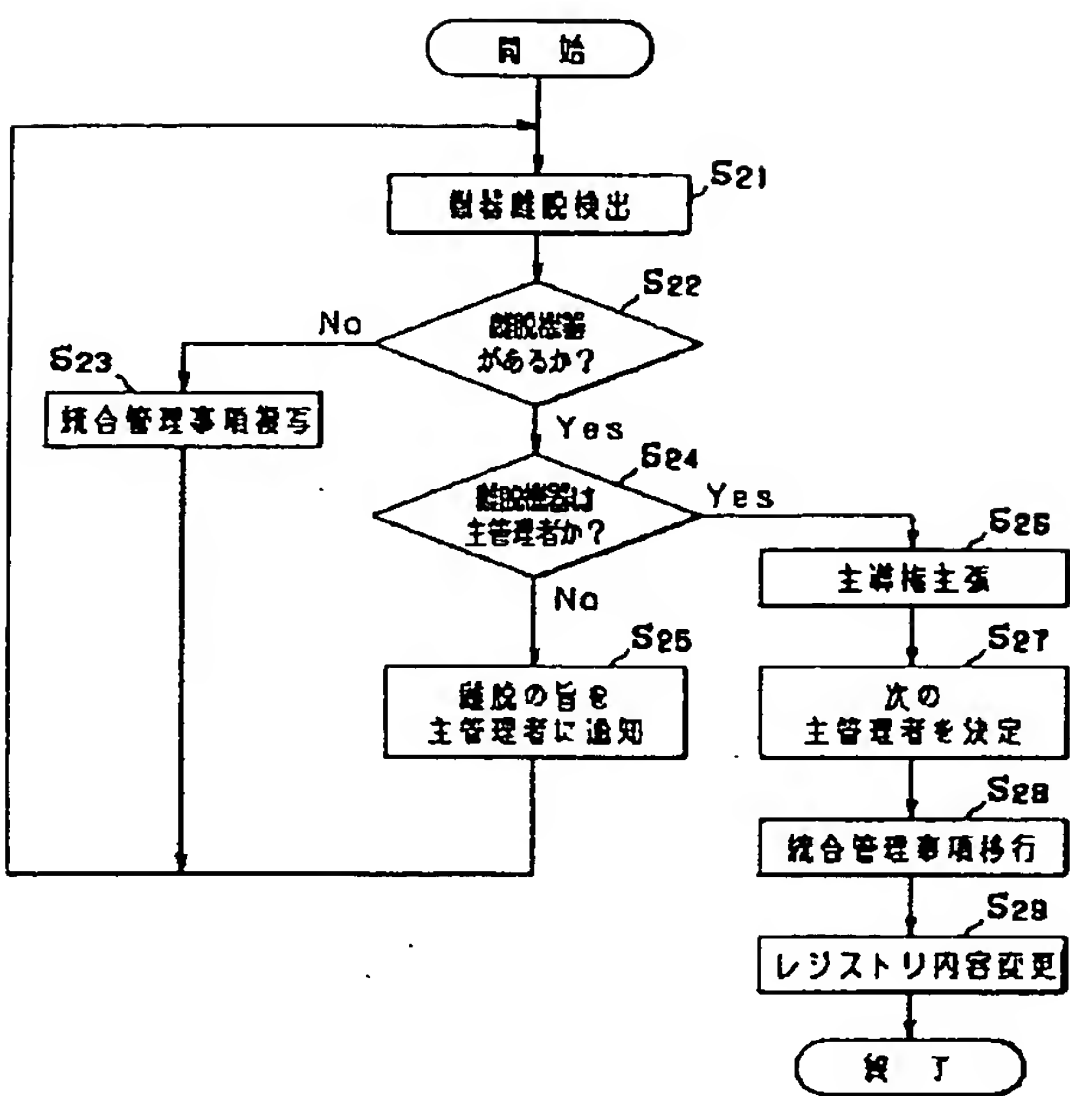 開 始
S21
機器離脱検出
S22
離脱機器
があるか?
No
Yes
S23
統合管理事項複写
S24
離脱機器は
主管理者か?
Yes
No
S25
離脱の旨を
主管理者に通知
S26
主導権主張
S27
次の
主管理者を決定
S28
統合管理事項移行
S29
レジストリ内容変更
終 了